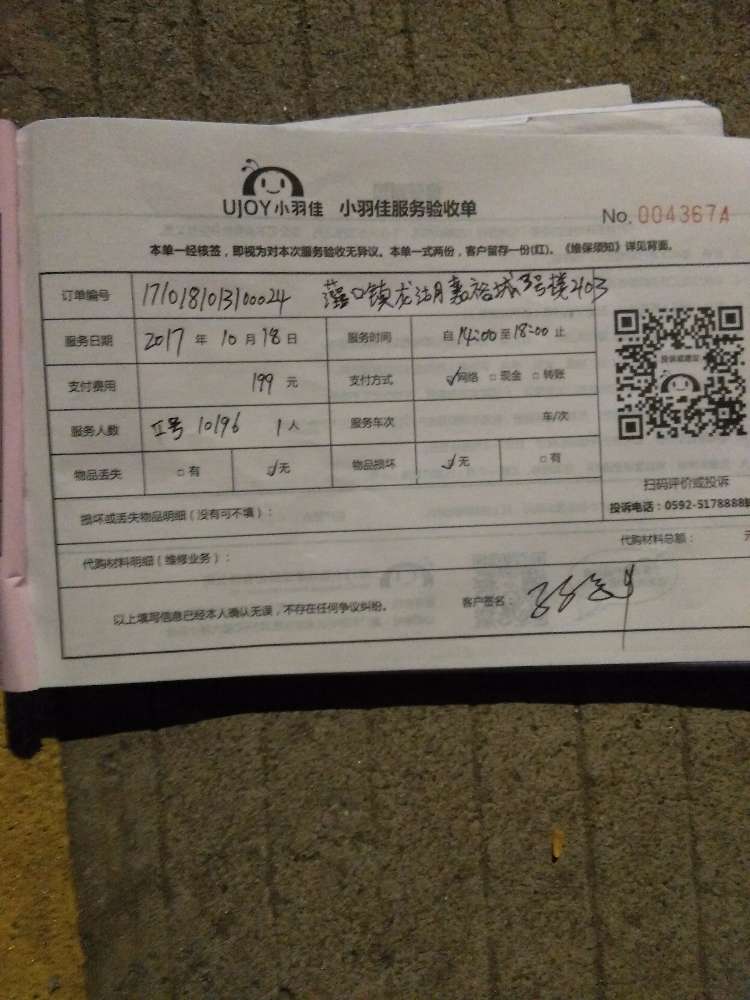 UJOY小羽佳 小羽佳服务验收单
No. 0043674
本单一经核签，即视为对本次服务验收无异议。本单一式两份，客户留存一份(红)。《维保须知》详见背面。
订单编号 1710181013100024 镇龙湖嘉裕城3号楼403
服务日期 2017 年 10 月 18 日 服务时间 自 14:00 至 18:00 止
支付费用 199 元 支付方式 ☑网络 □现金 □转账
服务人数 工号 10196 1 人 服务车次 车/次
物品丢失 □有 ☑无 物品损坏 ☑无 □有
投诉或建议
扫码评价或投诉
投诉电话：0592-5178888
损坏或丢失物品明细（没有可不填）：
代购材料明细（维修业务）： 代购材料总额： 元
以上填写信息已经本人确认无误，不存在任何争议纠纷。 客户签名：